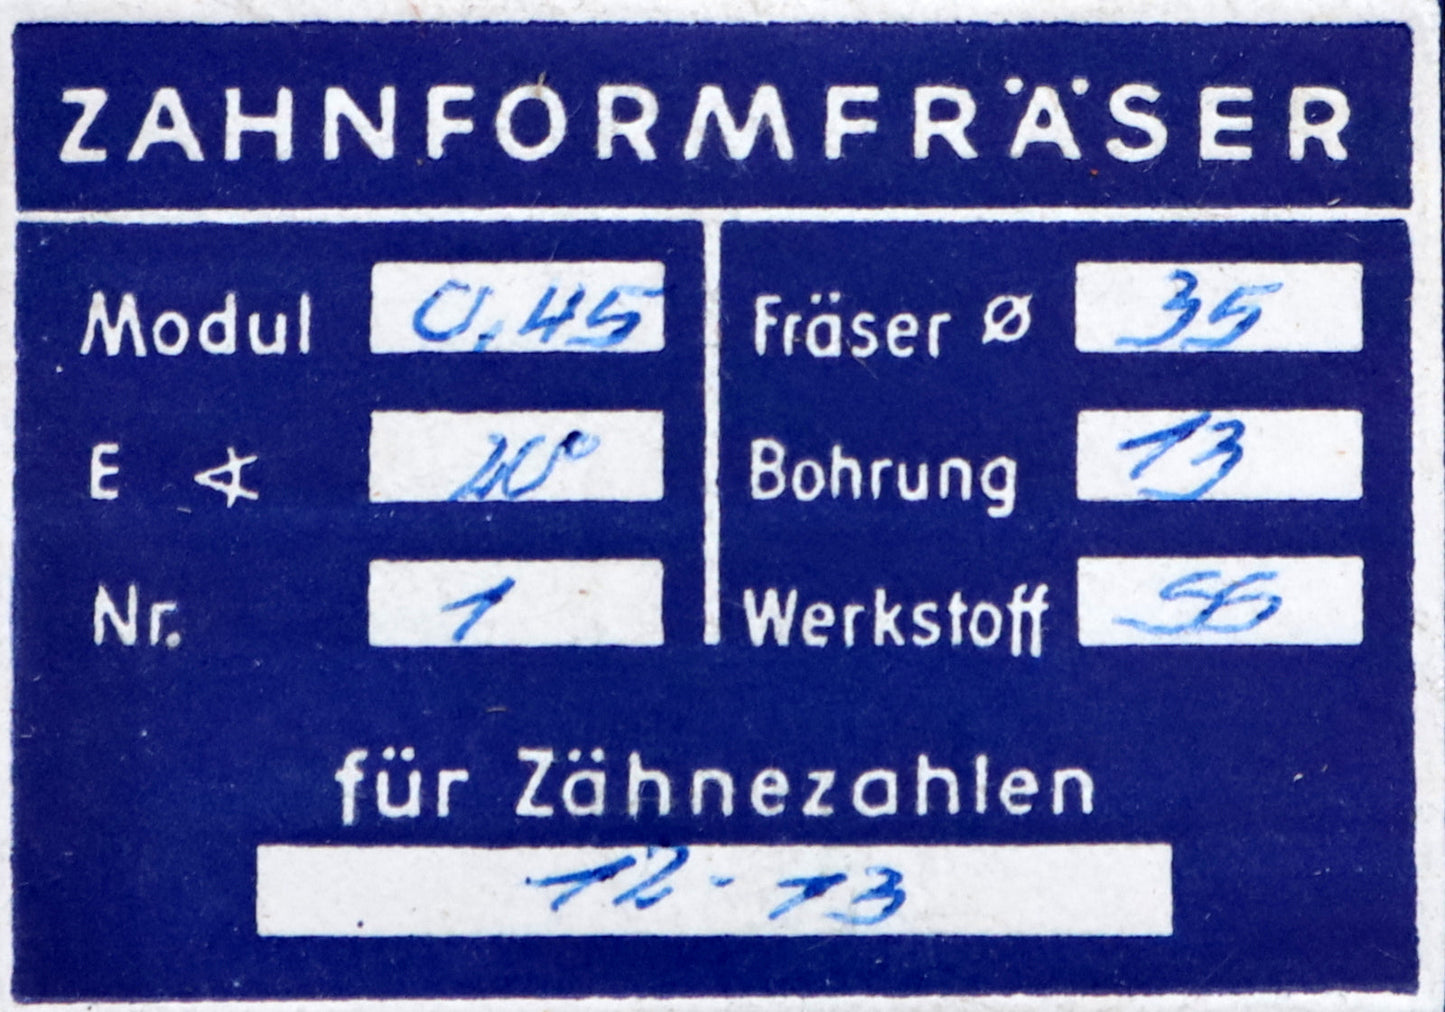 ZAHNFORMFRÄSER
Modul 0,45
E ∢ 20°
Nr. 1
Fräser ⌀ 35
Bohrung 13
Werkstoff SS
für Zähnezahlen
12 - 13